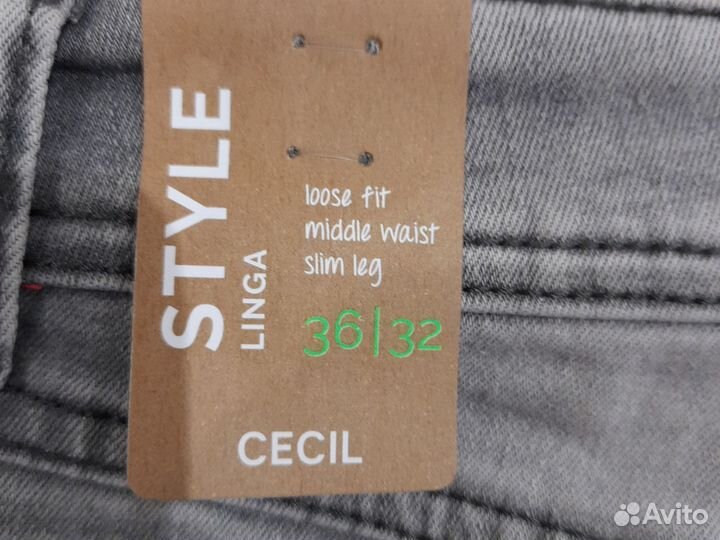 STYLE
LINGA
loose fit
middle waist
slim leg
36|32
CECIL
Avito